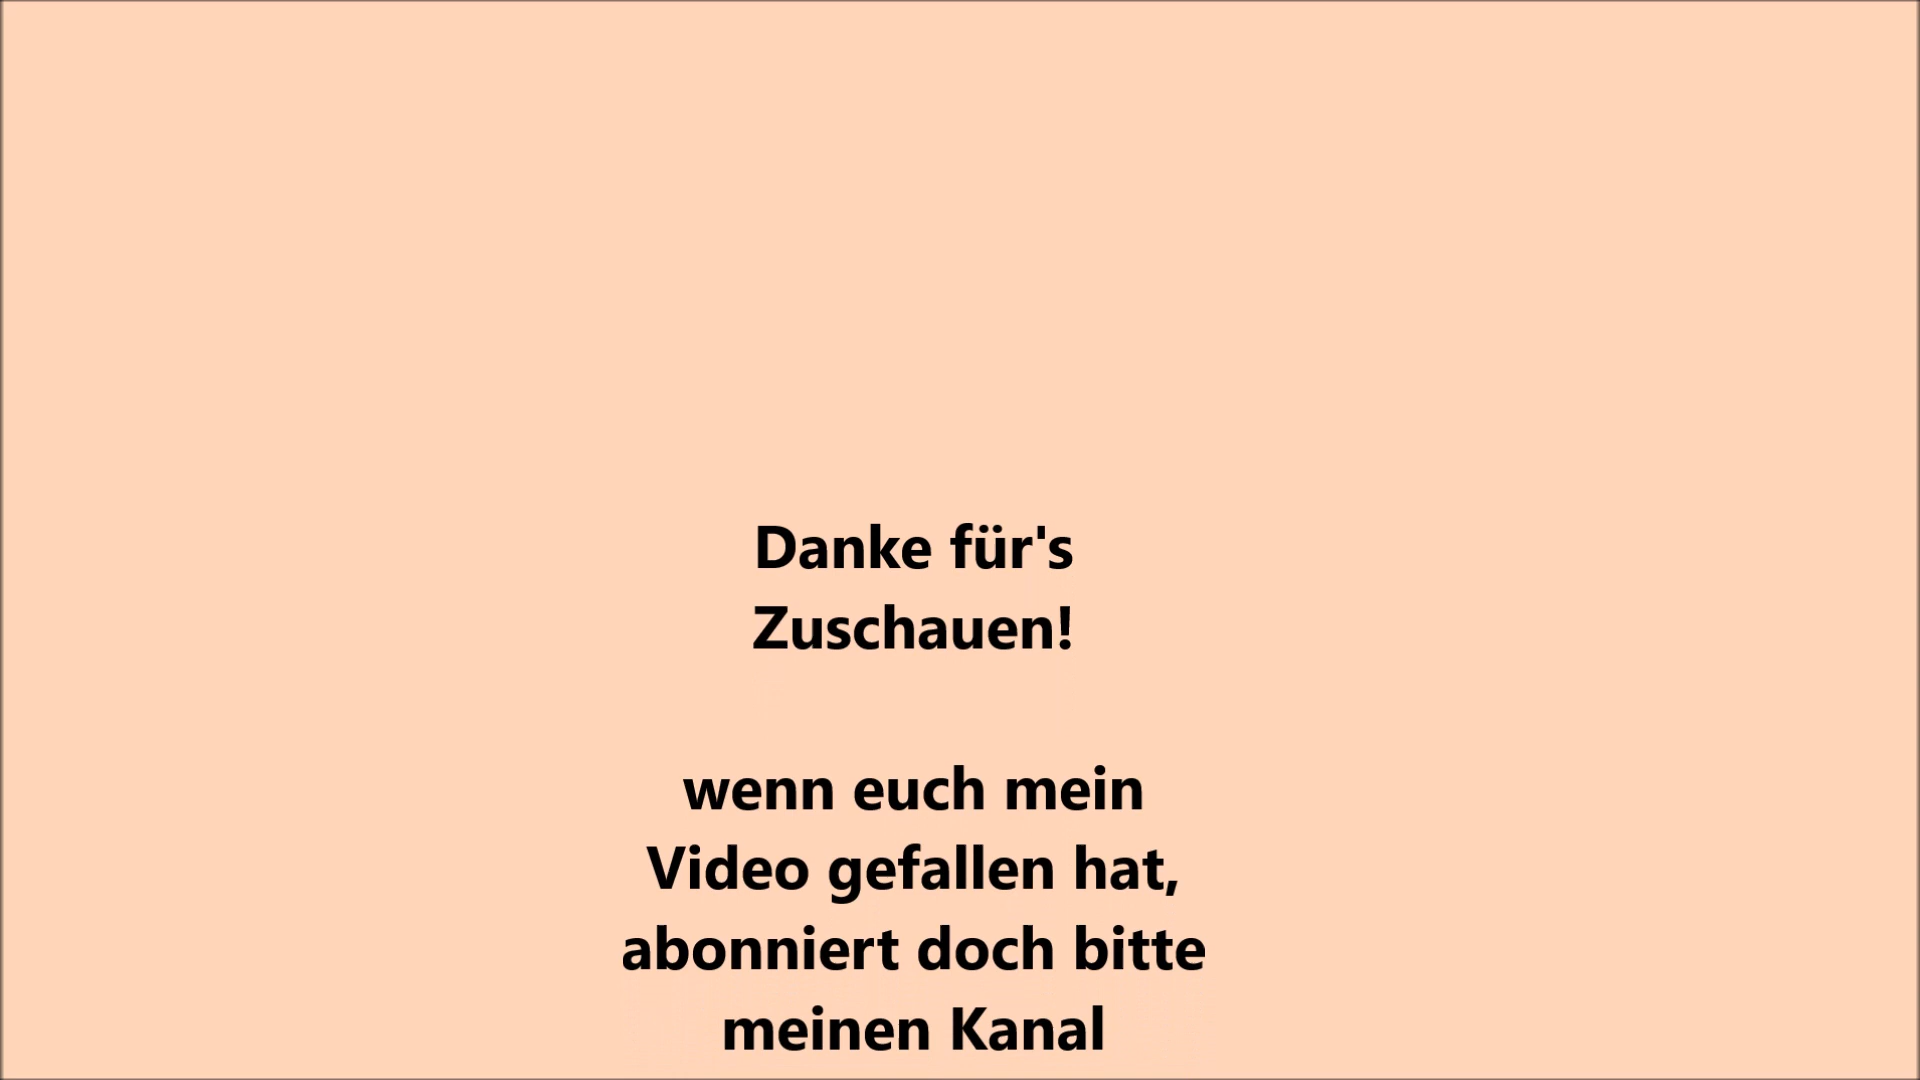 Danke für's
Zuschauen!
wenn euch mein
Video gefallen hat,
abonniert doch bitte
meinen Kanal